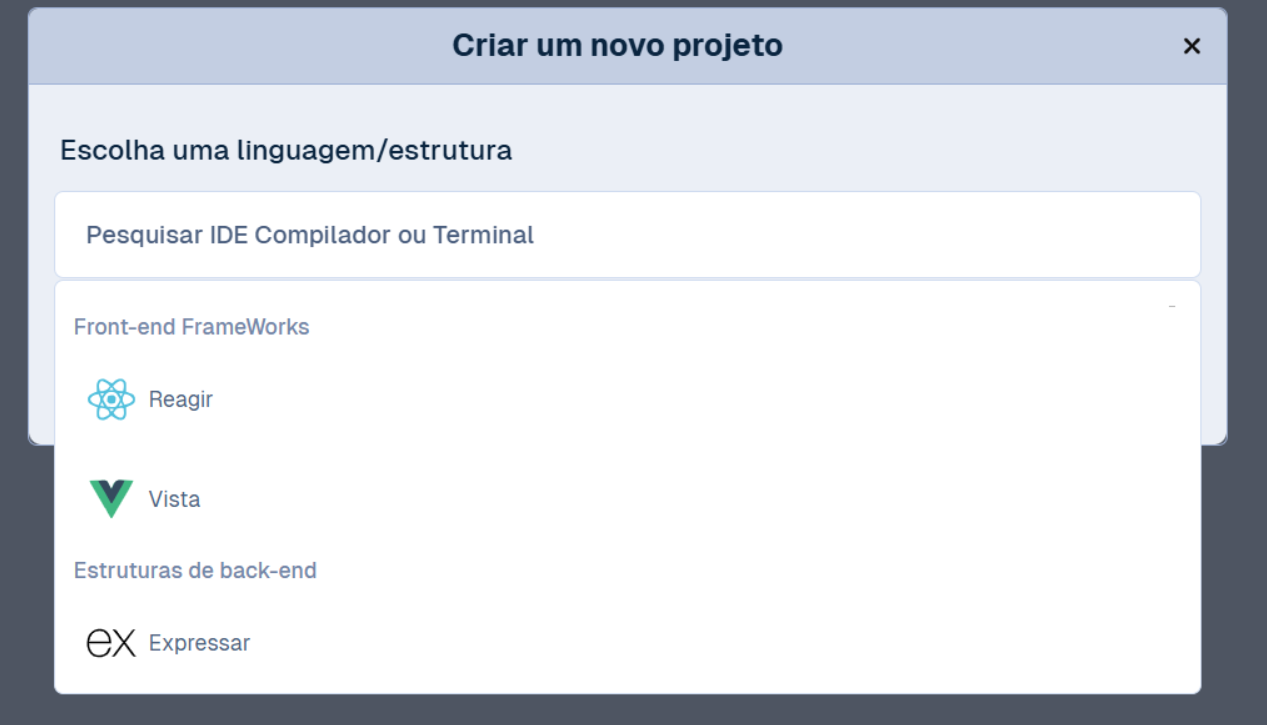 Criar um novo projeto
Escolha uma linguagem/estrutura
Pesquisar IDE Compilador ou Terminal
Front-end FrameWorks
Reagir
Vista
Estruturas de back-end
ex Expressar